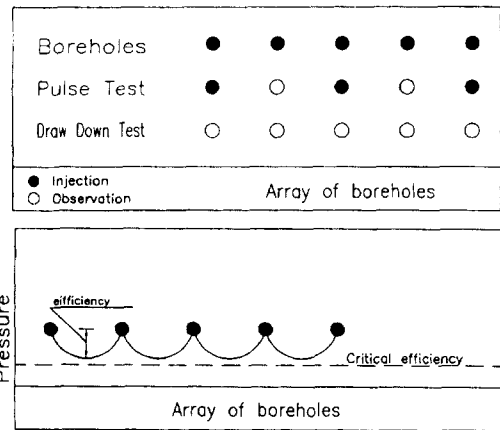 Boreholes
Pulse Test
Draw Down Test
Injection
Observation
Array of boreholes
Pressure
eifficiency
Critical efficiency
Array of boreholes